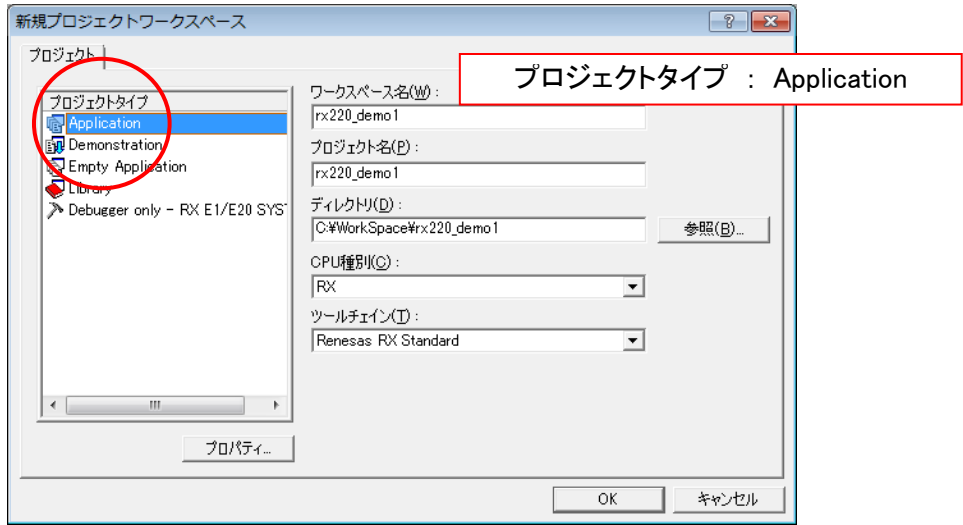 新規プロジェクトワークスペース
プロジェクト
プロジェクトタイプ : Application
プロジェクトタイプ
Application
Demonstration
Empty Application
Library
Debugger only - RX E1/E20 SYS
ワークスペース名(W) :
rx220_demo1
プロジェクト名(P) :
rx220_demo1
ディレクトリ(D) :
C:¥WorkSpace¥rx220_demo1
参照(B)...
CPU種別(C) :
RX
ツールチェイン(T) :
Renesas RX Standard
プロパティ...
OK
キャンセル